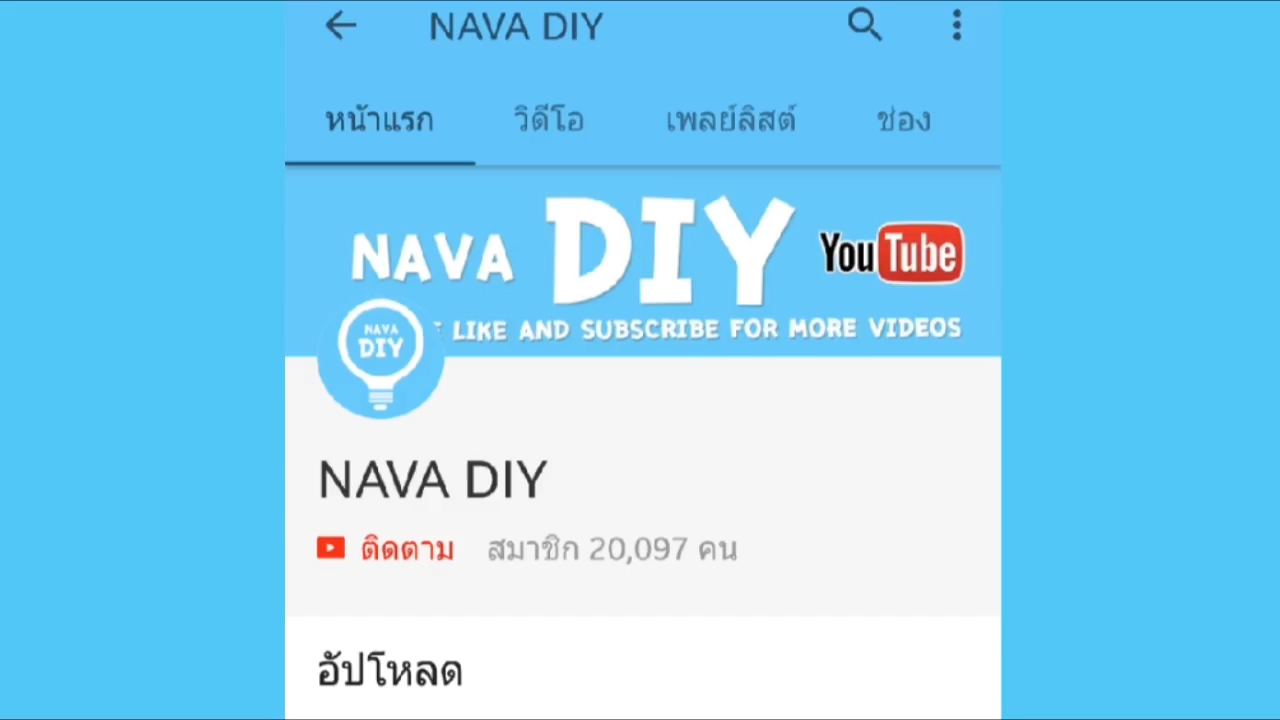 NAVA DIY
หน้าแรก วิดีโอ เพลย์ลิสต์ ช่อง
NAVA DIY YouTube
LIKE AND SUBSCRIBE FOR MORE VIDEOS
NAVA
DIY
NAVA DIY
ติดตาม สมาชิก 20,097 คน
อัปโหลด